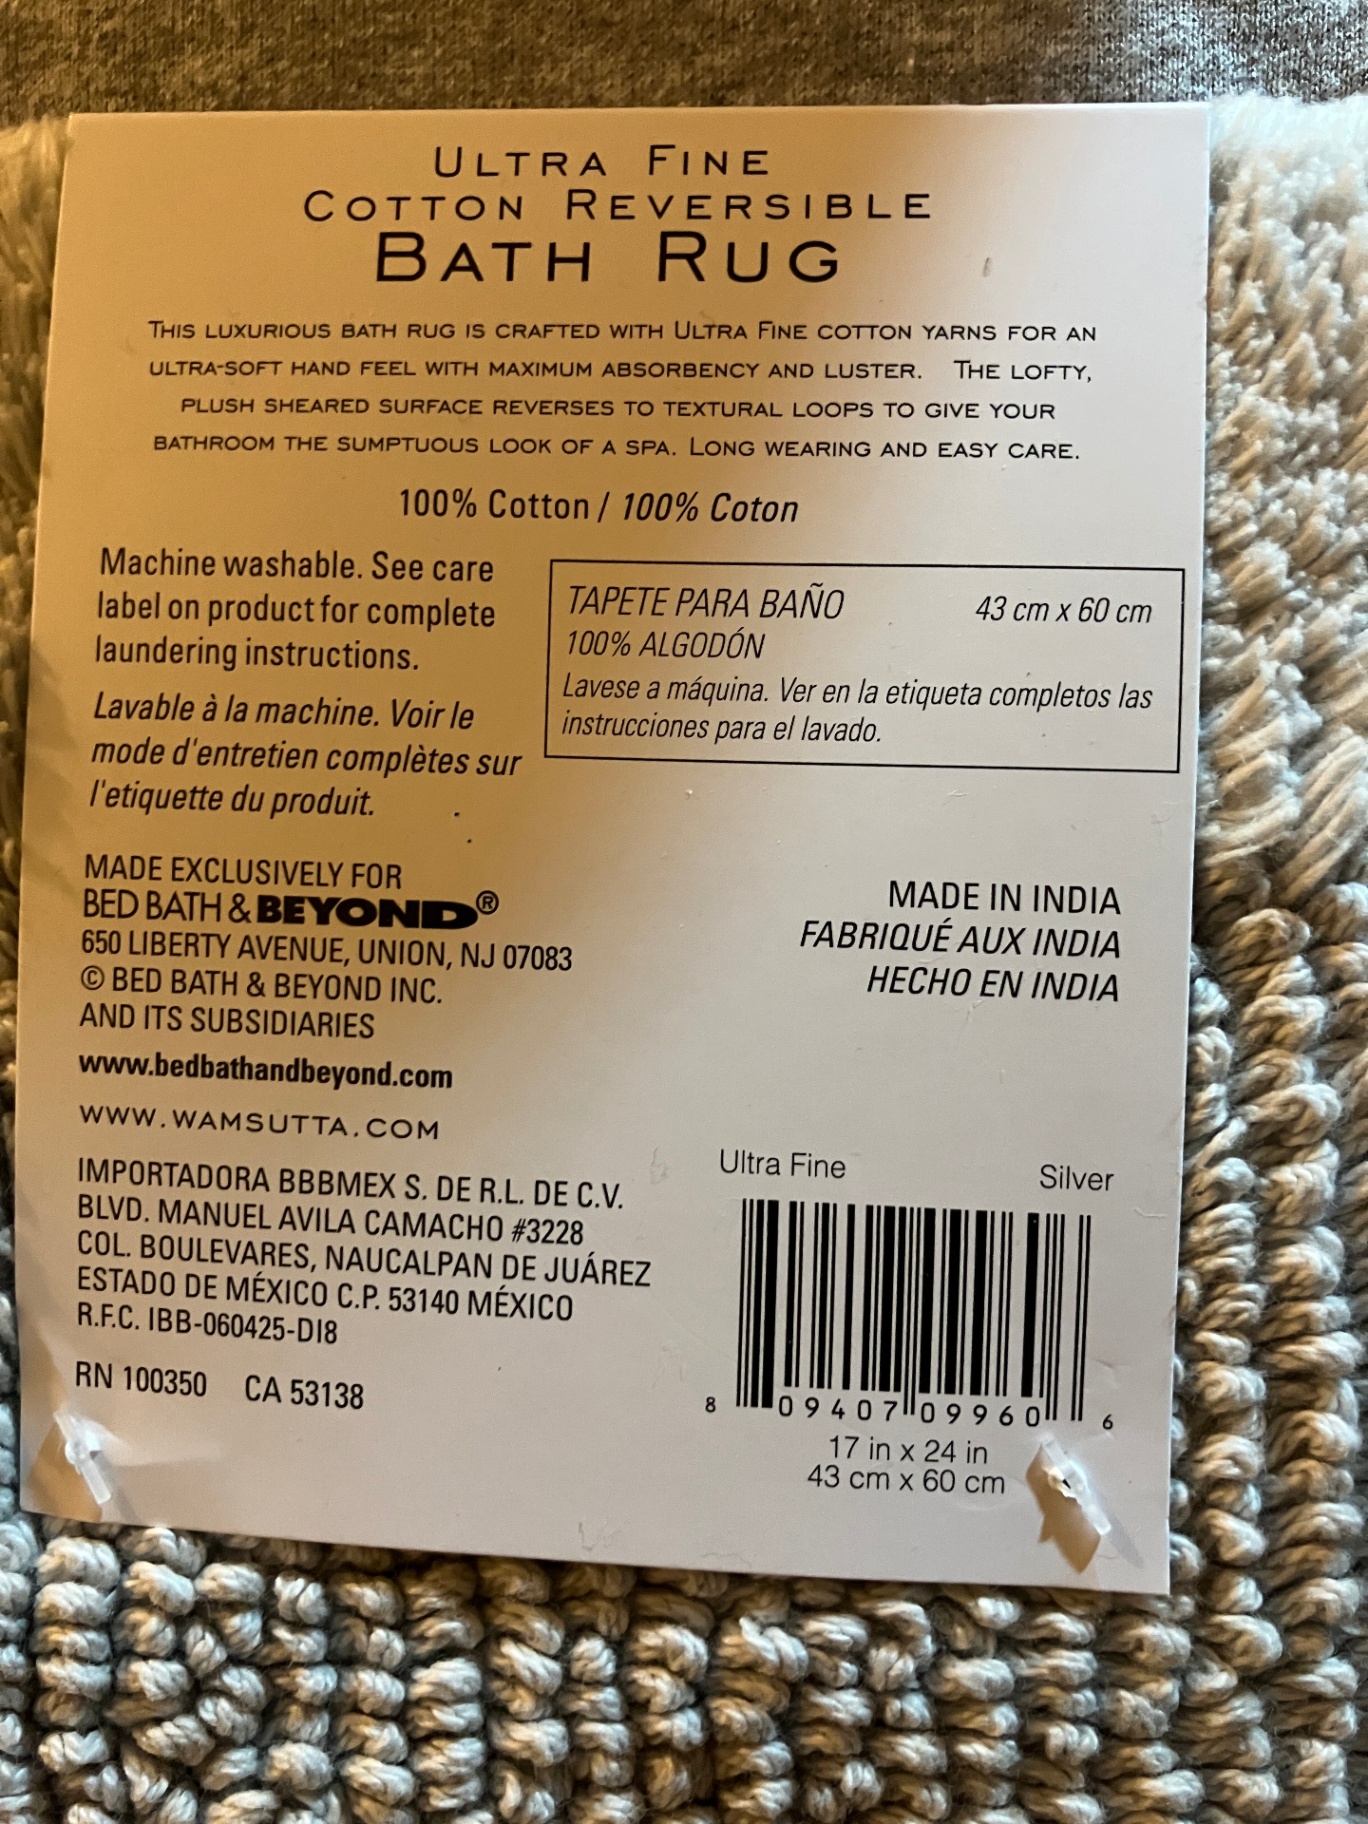 ULTRA FINE
COTTON REVERSIBLE
BATH RUG
THIS LUXURIOUS BATH RUG IS CRAFTED WITH ULTRA FINE COTTON YARNS FOR AN
ULTRA-SOFT HAND FEEL WITH MAXIMUM ABSORBENCY AND LUSTER. THE LOFTY,
PLUSH SHEARED SURFACE REVERSES TO TEXTURAL LOOPS TO GIVE YOUR
BATHROOM THE SUMPTUOUS LOOK OF A SPA. LONG WEARING AND EASY CARE.
100% Cotton / 100% Coton
Machine washable. See care
label on product for complete
laundering instructions.
Lavable à la machine. Voir le
mode d'entretien complètes sur
l'etiquette du produit.
TAPETE PARA BAÑO 43 cm x 60 cm
100% ALGODÓN
Lavese a máquina. Ver en la etiqueta completos las
instrucciones para el lavado.
MADE EXCLUSIVELY FOR
BED BATH & BEYOND®
650 LIBERTY AVENUE, UNION, NJ 07083
© BED BATH & BEYOND INC.
AND ITS SUBSIDIARIES
www.bedbathandbeyond.com
WWW.WAMSUTTA.COM
MADE IN INDIA
FABRIQUÉ AUX INDIA
HECHO EN INDIA
IMPORTADORA BBBMEX S. DE R.L. DE C.V.
BLVD. MANUEL AVILA CAMACHO #3228
COL. BOULEVARES, NAUCALPAN DE JUÁREZ
ESTADO DE MÉXICO C.P. 53140 MÉXICO
R.F.C. IBB-060425-DI8
RN 100350 CA 53138
Ultra Fine Silver
8 09407 09960 6
17 in x 24 in
43 cm x 60 cm